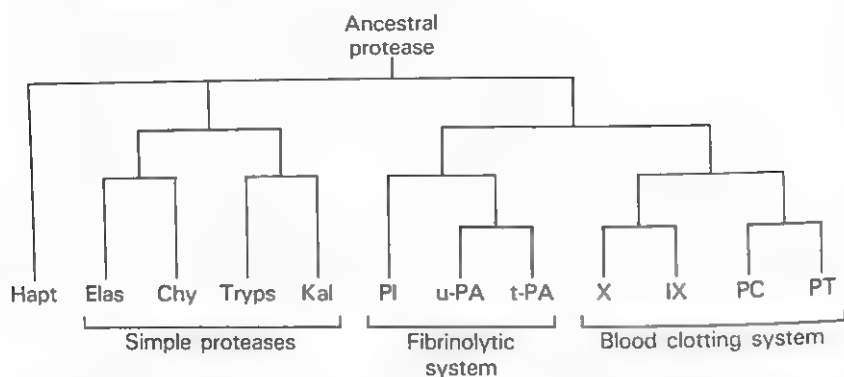 Ancestral
protease
Hapt Elas Chy Tryps Kal Pl u-PA t-PA X IX PC PT
Simple proteases Fibrinolytic system Blood clotting system